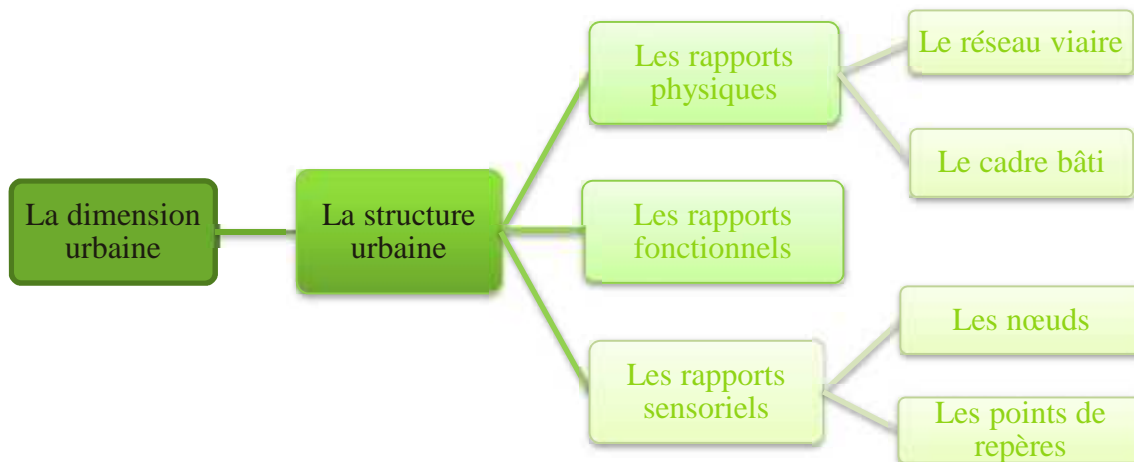 La dimension
urbaine
La structure
urbaine
Les rapports
physiques
Le réseau viaire
Le cadre bâti
Les rapports
fonctionnels
Les rapports
sensoriels
Les nœuds
Les points de
repères